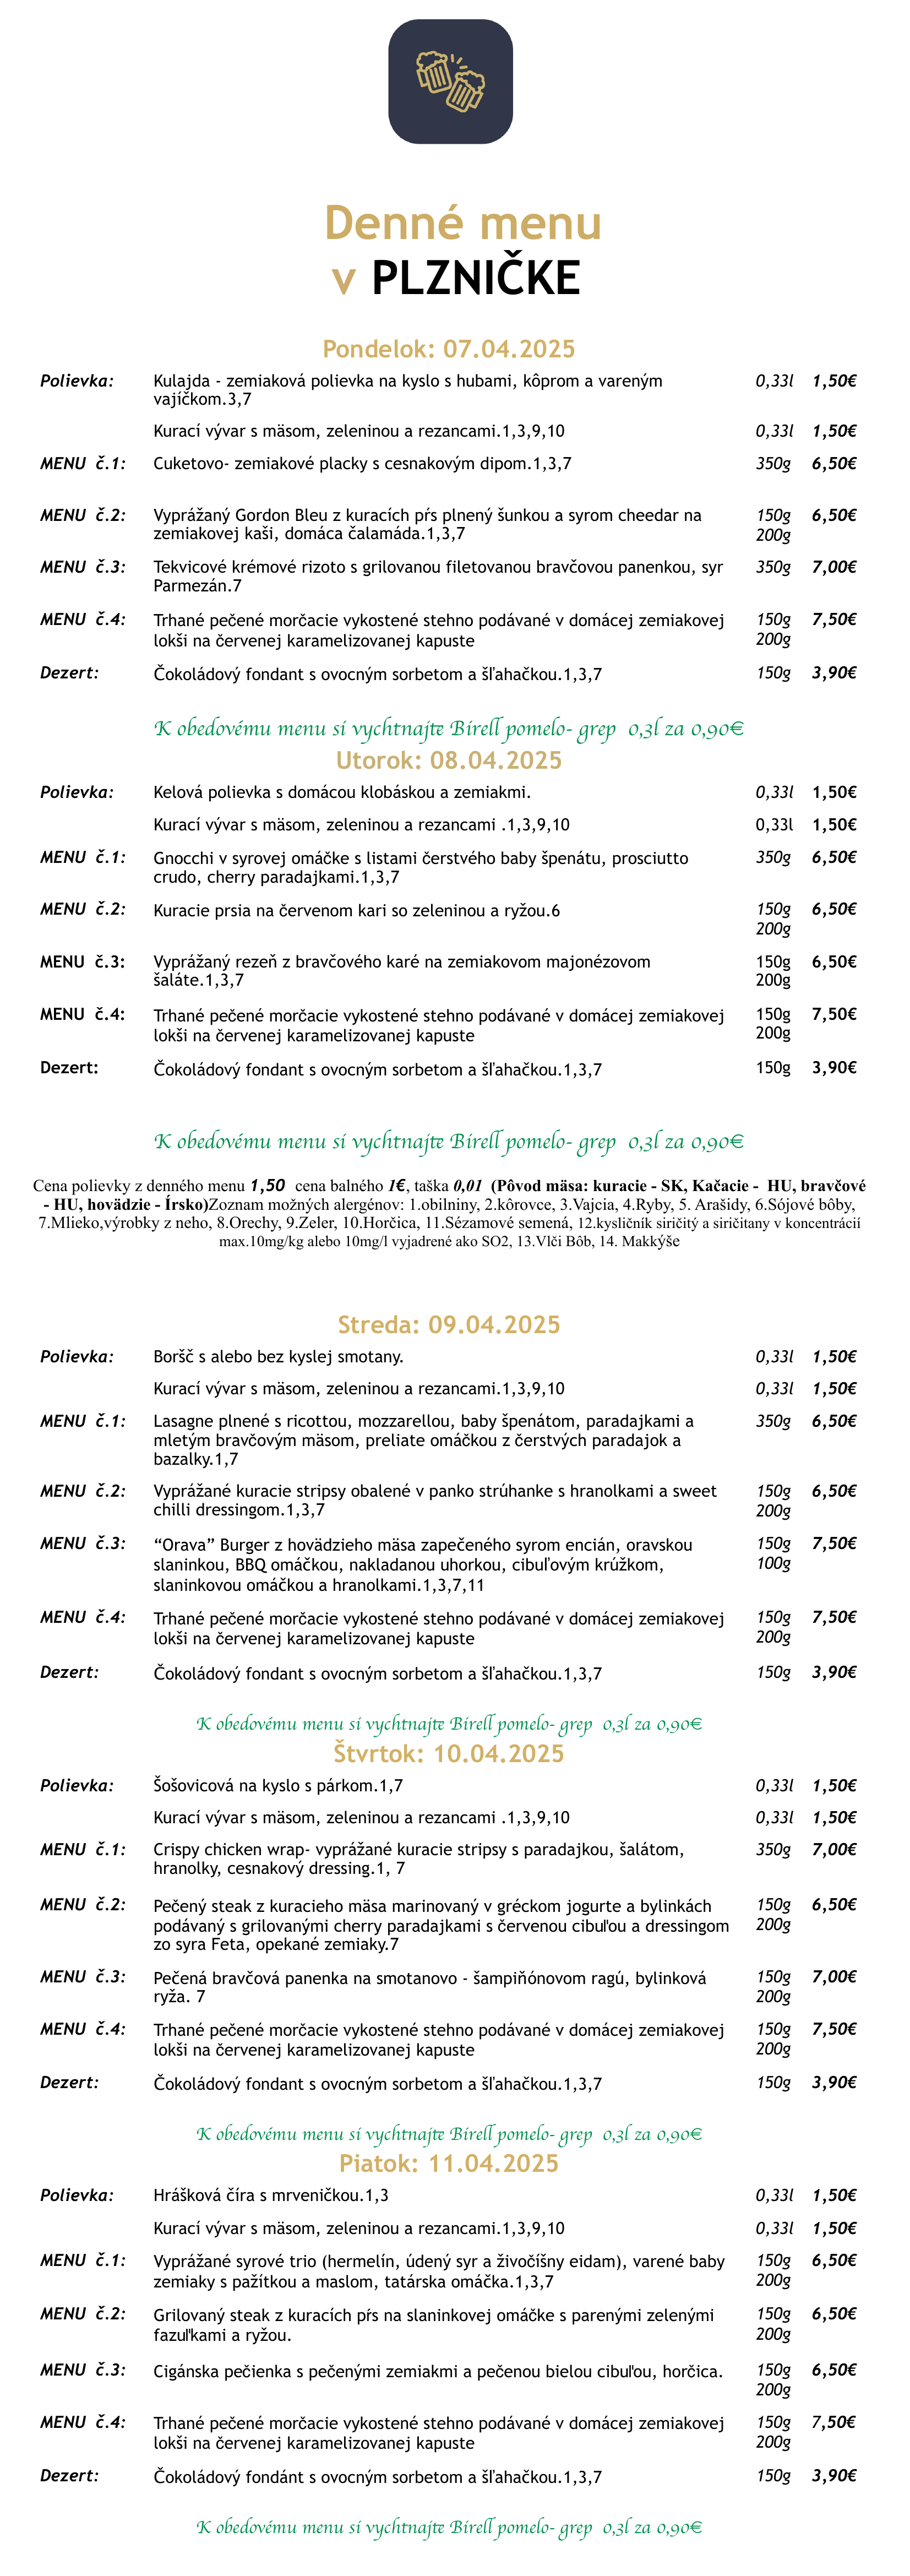 Denné menu
v PLZNIČKE
Pondelok: 07.04.2025
Polievka: Kulajda - zemiaková polievka na kyslo s hubami, kôprom a vareným 0,33l 1,50€
vajíčkom.3,7
Kurací vývar s mäsom, zeleninou a rezancami.1,3,9,10 0,33l 1,50€
MENU č.1: Cuketovo- zemiakové placky s cesnakovým dipom.1,3,7 350g 6,50€
MENU č.2: Vyprážaný Gordon Bleu z kuracích pŕs plnený šunkou a syrom cheedar na 150g 6,50€
zemiakovej kaši, domáca čalamáda.1,3,7 200g
MENU č.3: Tekvicové krémové rizoto s grilovanou filetovanou bravčovou panenkou, syr 350g 7,00€
Parmezán.7
MENU č.4: Trhané pečené morčacie vykostené stehno podávané v domácej zemiakovej 150g 7,50€
lokši na červenej karamelizovanej kapuste 200g
Dezert: Čokoládový fondant s ovocným sorbetom a šľahačkou.1,3,7 150g 3,90€
K obedovému menu si vychtnajte Birell pomelo- grep 0,3l za 0,90€
Utorok: 08.04.2025
Polievka: Kelová polievka s domácou klobáskou a zemiakmi. 0,33l 1,50€
Kurací vývar s mäsom, zeleninou a rezancami .1,3,9,10 0,33l 1,50€
MENU č.1: Gnocchi v syrovej omáčke s listami čerstvého baby špenátu, prosciutto 350g 6,50€
crudo, cherry paradajkami.1,3,7
MENU č.2: Kuracie prsia na červenom kari so zeleninou a ryžou.6 150g 6,50€
200g
MENU č.3: Vyprážaný rezeň z bravčového karé na zemiakovom majonézovom 150g 6,50€
šaláte.1,3,7 200g
MENU č.4: Trhané pečené morčacie vykostené stehno podávané v domácej zemiakovej 150g 7,50€
lokši na červenej karamelizovanej kapuste 200g
Dezert: Čokoládový fondant s ovocným sorbetom a šľahačkou.1,3,7 150g 3,90€
K obedovému menu si vychtnajte Birell pomelo- grep 0,3l za 0,90€
Cena polievky z denného menu 1,50 cena balného 1€, taška 0,01 (Pôvod mäsa: kuracie - SK, Kačacie - HU, bravčové
- HU, hovädzie - Írsko)Zoznam možných alergénov: 1.obilniny, 2.kôrovce, 3.Vajcia, 4.Ryby, 5. Arašidy, 6.Sójové bôby,
7.Mlieko,výrobky z neho, 8.Orechy, 9.Zeler, 10.Horčica, 11.Sézamové semená, 12.kysličník siričitý a siričitany v koncentrácií
max.10mg/kg alebo 10mg/l vyjadrené ako SO2, 13.Vlči Bôb, 14. Makkýše
Streda: 09.04.2025
Polievka: Boršč s alebo bez kyslej smotany. 0,33l 1,50€
Kurací vývar s mäsom, zeleninou a rezancami.1,3,9,10 0,33l 1,50€
MENU č.1: Lasagne plnené s ricottou, mozzarellou, baby špenátom, paradajkami a 350g 6,50€
mletým bravčovým mäsom, preliate omáčkou z čerstvých paradajok a
bazalky.1,7
MENU č.2: Vyprážané kuracie stripsy obalené v panko strúhanke s hranolkami a sweet 150g 6,50€
chilli dressingom.1,3,7 200g
MENU č.3: “Orava” Burger z hovädzieho mäsa zapečeného syrom encián, oravskou 150g 7,50€
slaninkou, BBQ omáčkou, nakladanou uhorkou, cibuľovým krúžkom, 100g
slaninkovou omáčkou a hranolkami.1,3,7,11
MENU č.4: Trhané pečené morčacie vykostené stehno podávané v domácej zemiakovej 150g 7,50€
lokši na červenej karamelizovanej kapuste 200g
Dezert: Čokoládový fondant s ovocným sorbetom a šľahačkou.1,3,7 150g 3,90€
K obedovému menu si vychtnajte Birell pomelo- grep 0,3l za 0,90€
Štvrtok: 10.04.2025
Polievka: Šošovicová na kyslo s párkom.1,7 0,33l 1,50€
Kurací vývar s mäsom, zeleninou a rezancami .1,3,9,10 0,33l 1,50€
MENU č.1: Crispy chicken wrap- vyprážané kuracie stripsy s paradajkou, šalátom, 350g 7,00€
hranolky, cesnakový dressing.1, 7
MENU č.2: Pečený steak z kuracieho mäsa marinovaný v gréckom jogurte a bylinkách 150g 6,50€
podávaný s grilovanými cherry paradajkami s červenou cibuľou a dressingom 200g
zo syra Feta, opekané zemiaky.7
MENU č.3: Pečená bravčová panenka na smotanovo - šampiňónovom ragú, bylinková 150g 7,00€
ryža. 7 200g
MENU č.4: Trhané pečené morčacie vykostené stehno podávané v domácej zemiakovej 150g 7,50€
lokši na červenej karamelizovanej kapuste 200g
Dezert: Čokoládový fondant s ovocným sorbetom a šľahačkou.1,3,7 150g 3,90€
K obedovému menu si vychtnajte Birell pomelo- grep 0,3l za 0,90€
Piatok: 11.04.2025
Polievka: Hrášková číra s mrveničkou.1,3 0,33l 1,50€
Kurací vývar s mäsom, zeleninou a rezancami.1,3,9,10 0,33l 1,50€
MENU č.1: Vyprážané syrové trio (hermelín, údený syr a živočíšny eidam), varené baby 150g 6,50€
zemiaky s pažítkou a maslom, tatárska omáčka.1,3,7 200g
MENU č.2: Grilovaný steak z kuracích pŕs na slaninkovej omáčke s parenými zelenými 150g 6,50€
fazuľkami a ryžou. 200g
MENU č.3: Cigánska pečienka s pečenými zemiakmi a pečenou bielou cibuľou, horčica. 150g 6,50€
200g
MENU č.4: Trhané pečené morčacie vykostené stehno podávané v domácej zemiakovej 150g 7,50€
lokši na červenej karamelizovanej kapuste 200g
Dezert: Čokoládový fondánt s ovocným sorbetom a šľahačkou.1,3,7 150g 3,90€
K obedovému menu si vychtnajte Birell pomelo- grep 0,3l za 0,90€